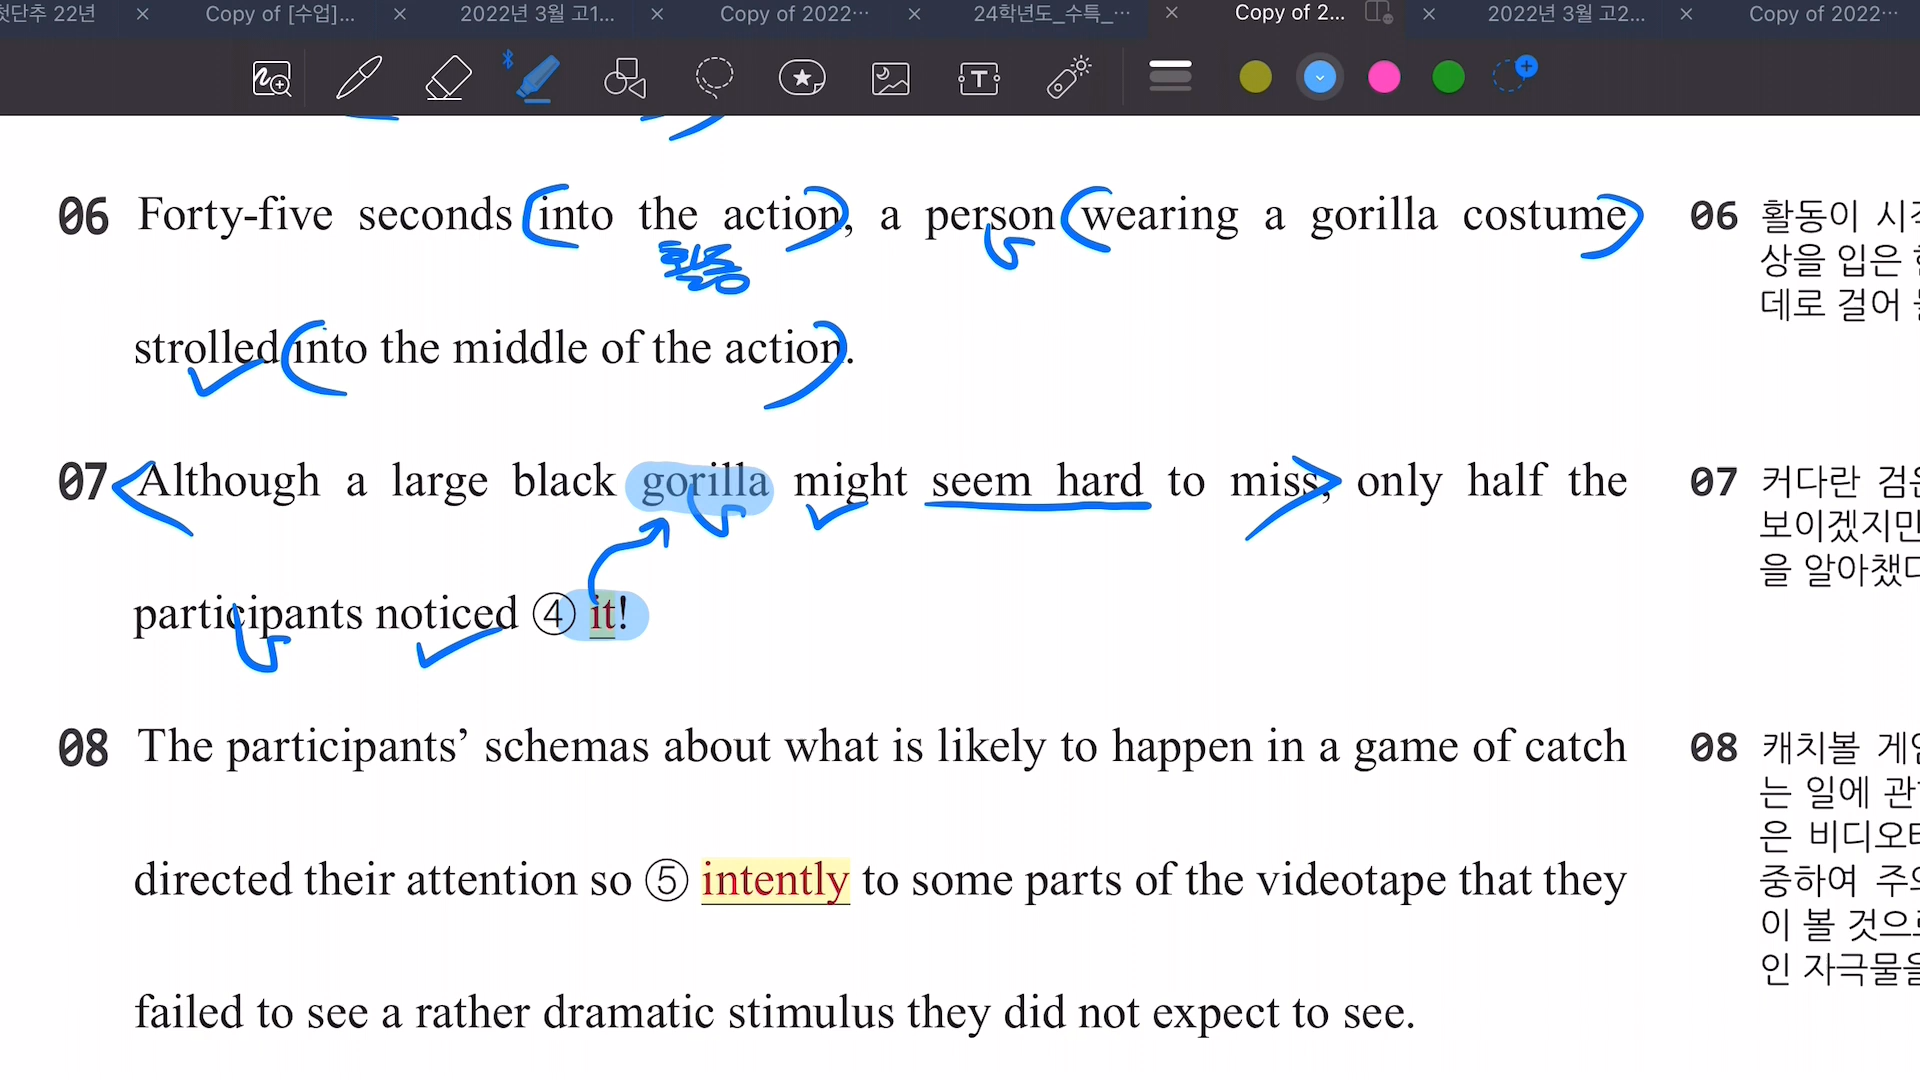 첫단추 22년
Copy of [수업]...
2022년 3월 고1...
Copy of 2022...
24학년도_수특_...
Copy of 2...
2022년 3월 고2...
Copy of 2022...
T
06 Forty-five seconds into the action, a person wearing a gorilla costume
활동
strolled into the middle of the action.
07 Although a large black gorilla might seem hard to miss, only half the
participants noticed ④ it!
08 The participants’ schemas about what is likely to happen in a game of catch
directed their attention so ⑤ intently to some parts of the videotape that they
failed to see a rather dramatic stimulus they did not expect to see.
06 활동이 시
상을 입은
데로 걸어
07 커다란 검은
보이겠지만
을 알아챘다
08 캐치볼 게임
는 일에 관
은 비디오테
중하여 주의
이 볼 것으로
인 자극물을